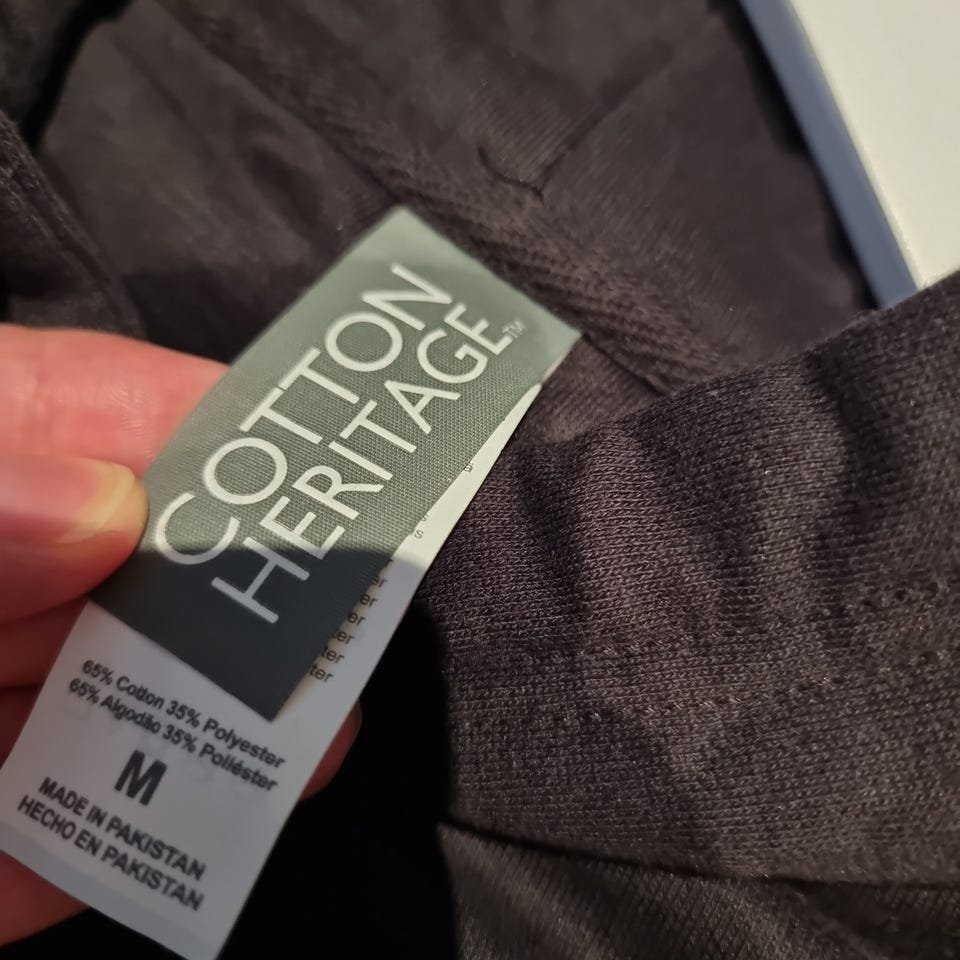 COTTON
HERITAGE™
65% Cotton 35% Polyester
65% Algodão 35% Poliéster
M
MADE IN PAKISTAN
HECHO EN PAKISTAN